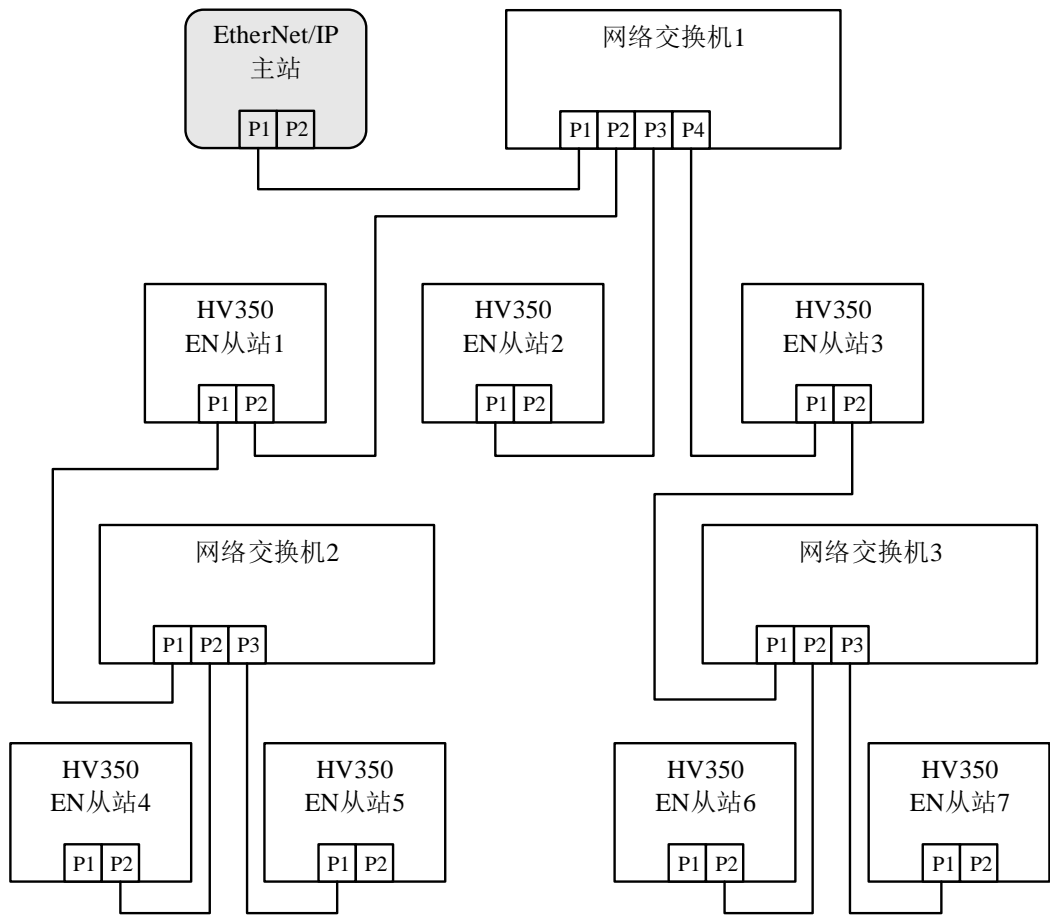 EtherNet/IP
主站
P1 P2
网络交换机1
P1 P2 P3 P4
HV350
EN从站1
P1 P2
HV350
EN从站2
P1 P2
HV350
EN从站3
P1 P2
网络交换机2
P1 P2 P3
网络交换机3
P1 P2 P3
HV350
EN从站4
P1 P2
HV350
EN从站5
P1 P2
HV350
EN从站6
P1 P2
HV350
EN从站7
P1 P2